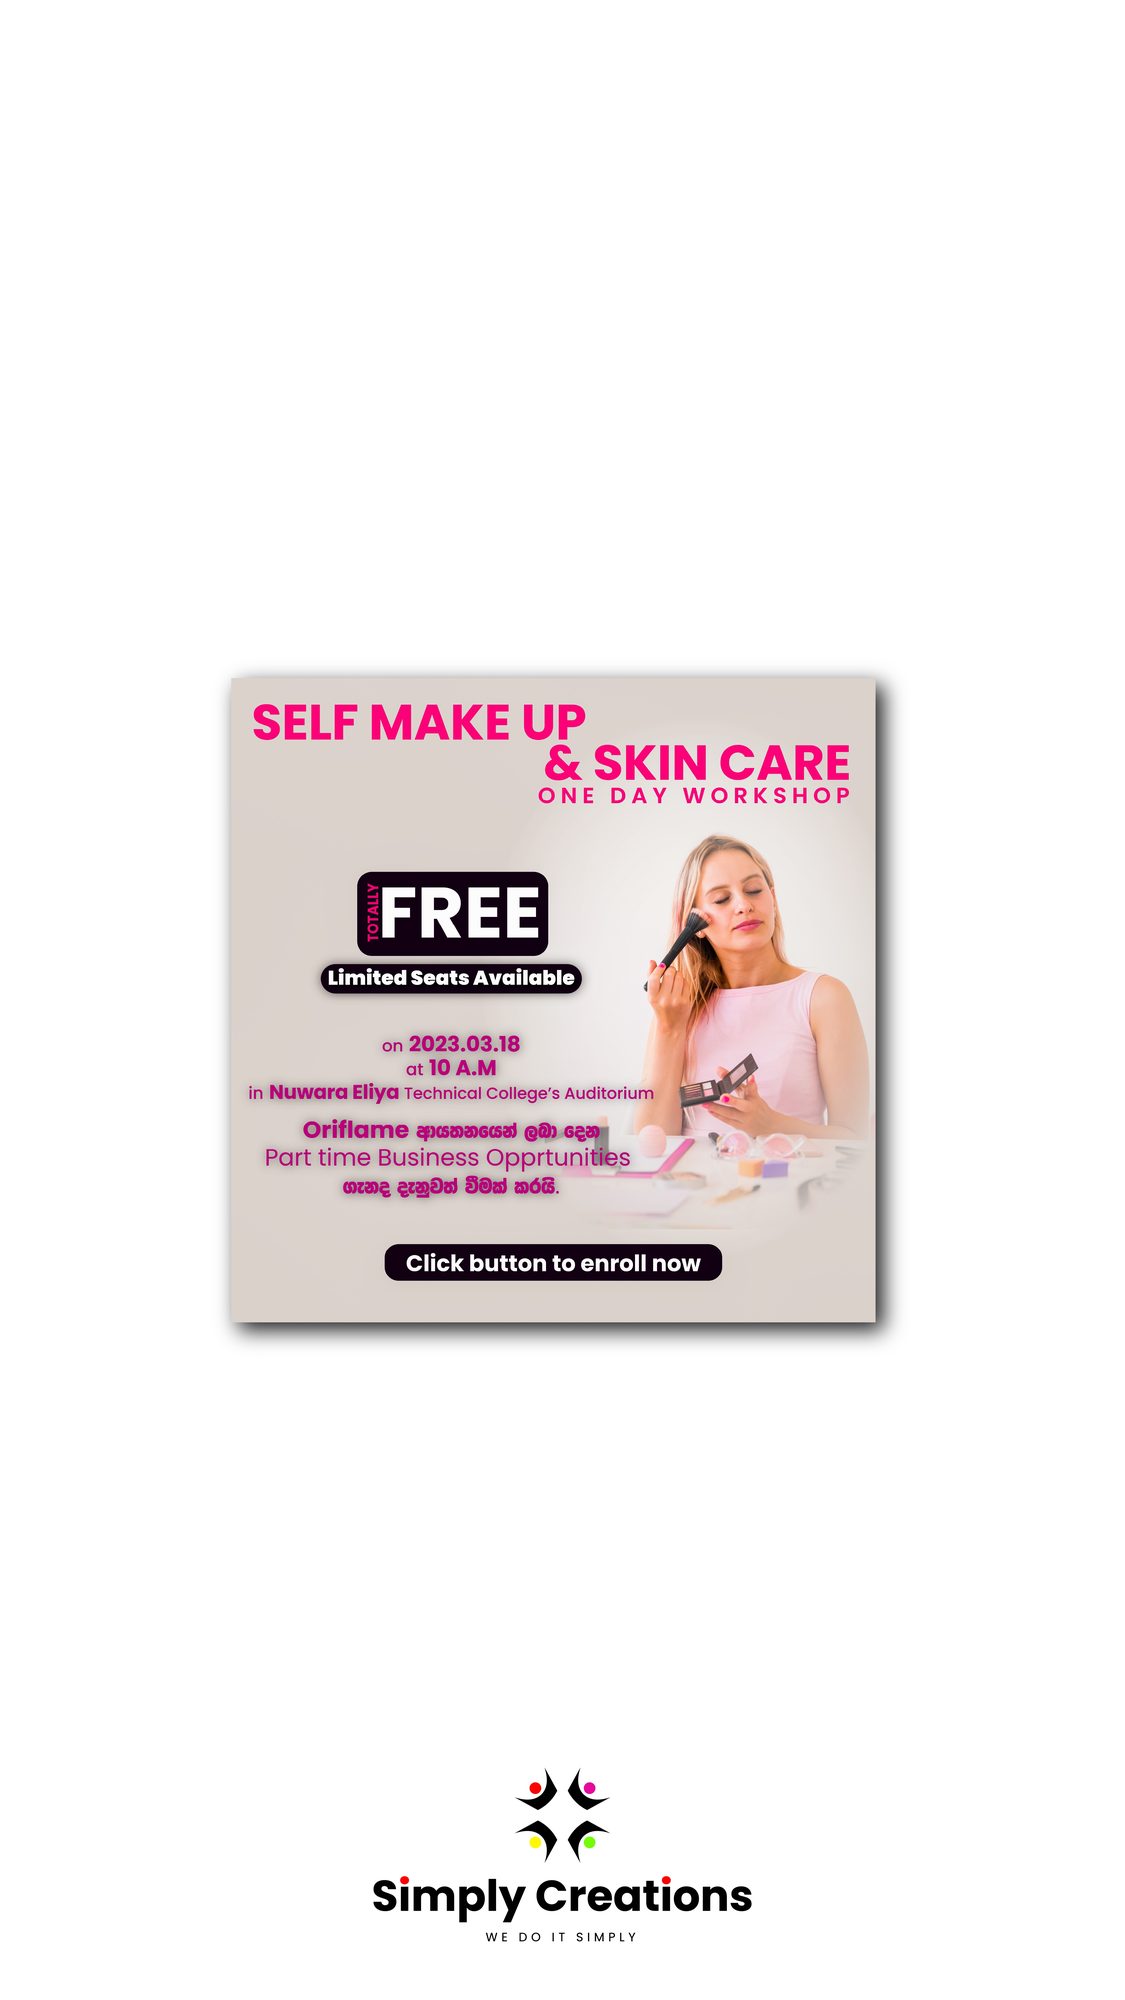 SELF MAKE UP
& SKIN CARE
ONE DAY WORKSHOP
TOTALLY
FREE
Limited Seats Available
on 2023.03.18
at 10 A.M
in Nuwara Eliya Technical College's Auditorium
Oriflame ආයතනයෙන් ලබා දෙන
Part time Business Opprtunities
ගැනද දැනුවත් වීමක් කරයි.
Click button to enroll now
Simply Creations
WE DO IT SIMPLY